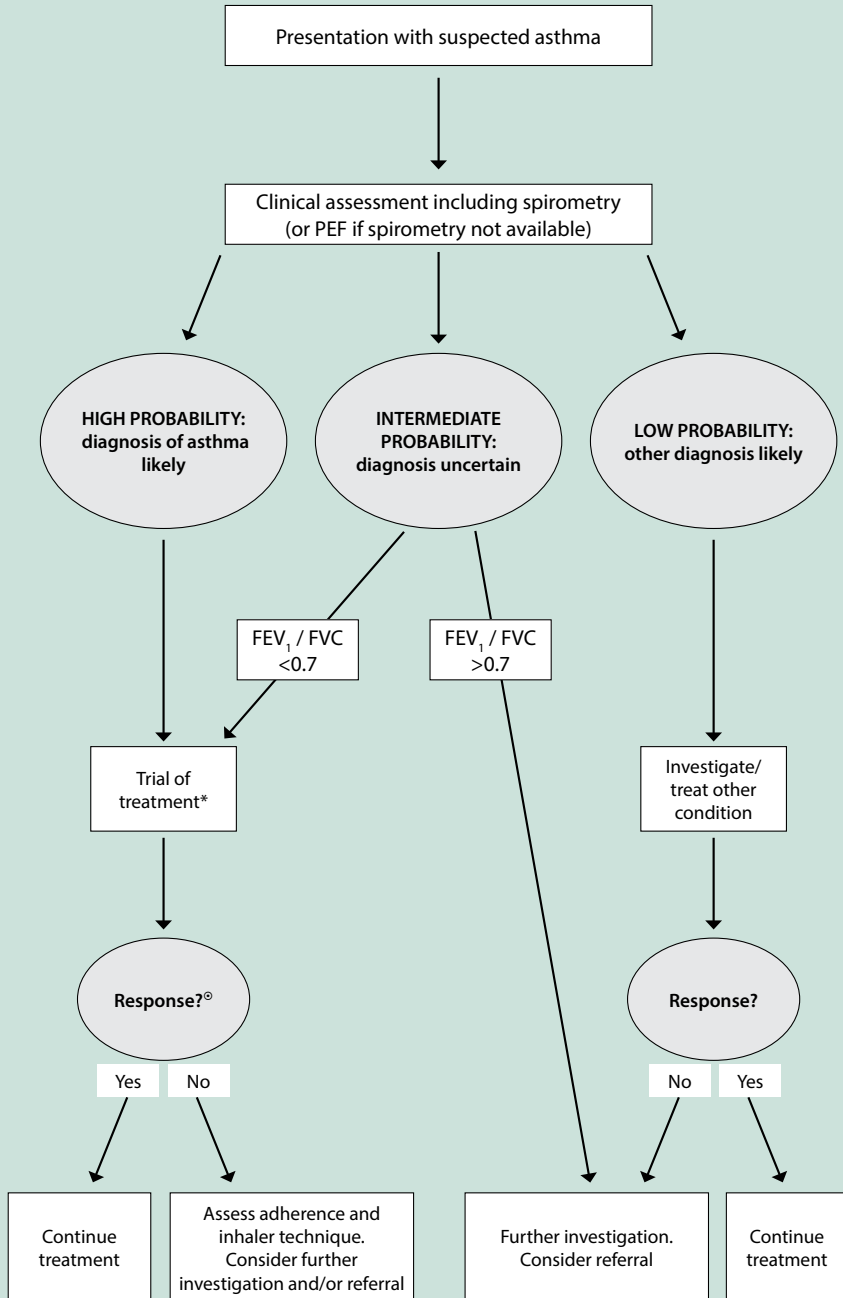 Presentation with suspected asthma
Clinical assessment including spirometry
(or PEF if spirometry not available)
HIGH PROBABILITY:
diagnosis of asthma
likely
INTERMEDIATE
PROBABILITY:
diagnosis uncertain
LOW PROBABILITY:
other diagnosis likely
FEV₁ / FVC
<0.7
FEV₁ / FVC
>0.7
Trial of
treatment*
Investigate/
treat other
condition
Response?⊙
Response?
Yes
No
No
Yes
Continue
treatment
Assess adherence and
inhaler technique.
Consider further
investigation and/or referral
Further investigation.
Consider referral
Continue
treatment